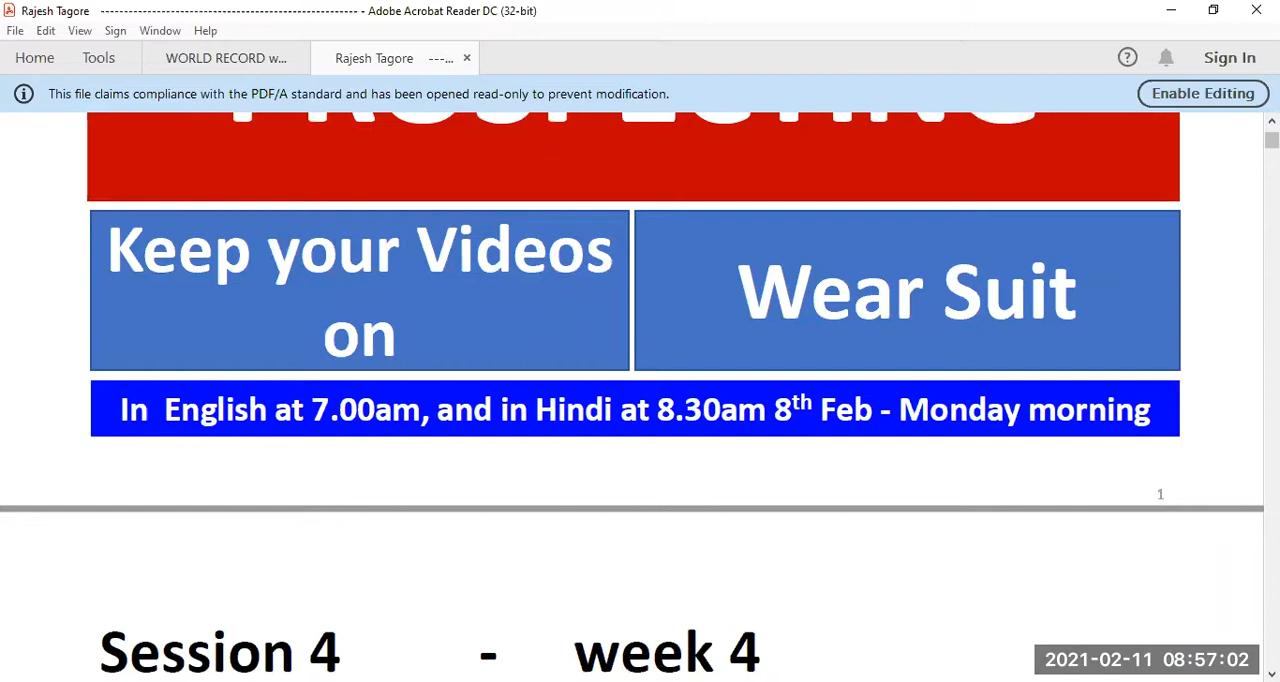 Rajesh Tagore --------------------------------------------------- - Adobe Acrobat Reader DC (32-bit)
File Edit View Sign Window Help
Home Tools WORLD RECORD w... Rajesh Tagore ---... × Sign In
This file claims compliance with the PDF/A standard and has been opened read-only to prevent modification. Enable Editing
PROSPECTING
Keep your Videos
on
Wear Suit
In English at 7.00am, and in Hindi at 8.30am 8th Feb - Monday morning
1
Session 4 - week 4
2021-02-11 08:57:02